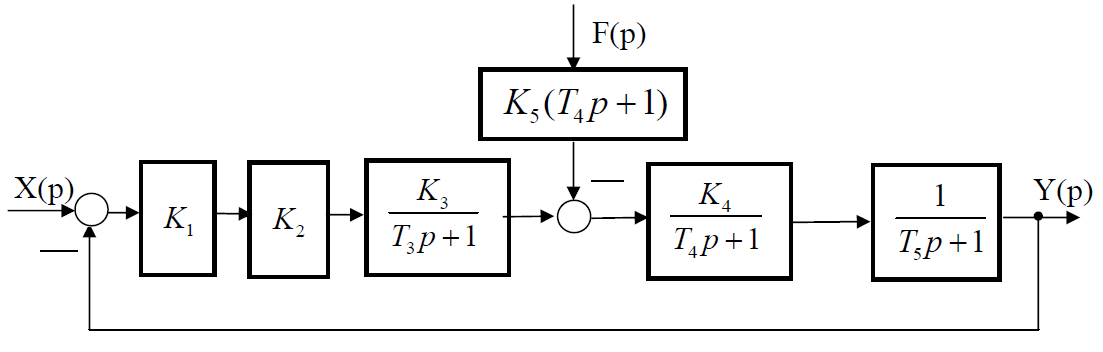 F(p)
K₅(T₄p+1)
X(p)
K₁
K₂
K₃
T₃p+1
K₄
T₄p+1
1
T₅p+1
Y(p)